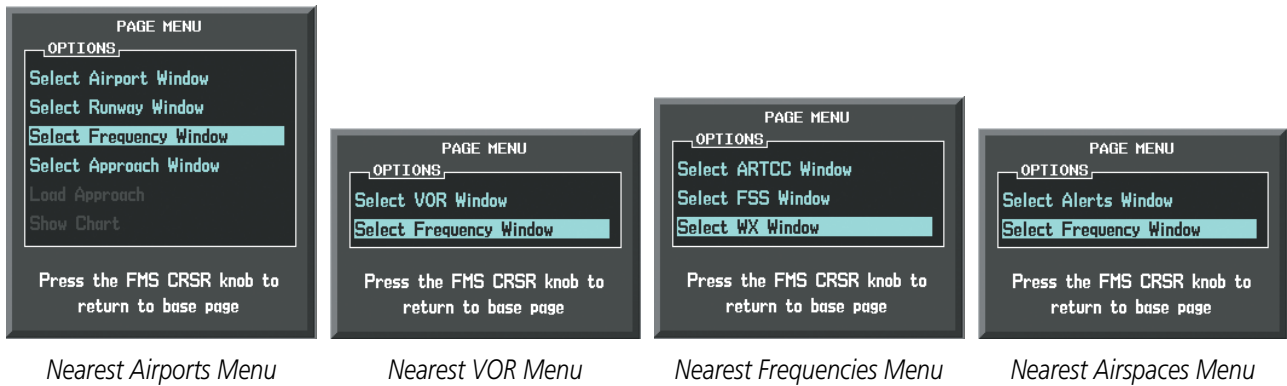 PAGE MENU
OPTIONS
Select Airport Window
Select Runway Window
Select Frequency Window
Select Approach Window
Load Approach
Show Chart
Press the FMS CRSR knob to
return to base page
Nearest Airports Menu
PAGE MENU
OPTIONS
Select VOR Window
Select Frequency Window
Press the FMS CRSR knob to
return to base page
Nearest VOR Menu
PAGE MENU
OPTIONS
Select ARTCC Window
Select FSS Window
Select WX Window
Press the FMS CRSR knob to
return to base page
Nearest Frequencies Menu
PAGE MENU
OPTIONS
Select Alerts Window
Select Frequency Window
Press the FMS CRSR knob to
return to base page
Nearest Airspaces Menu